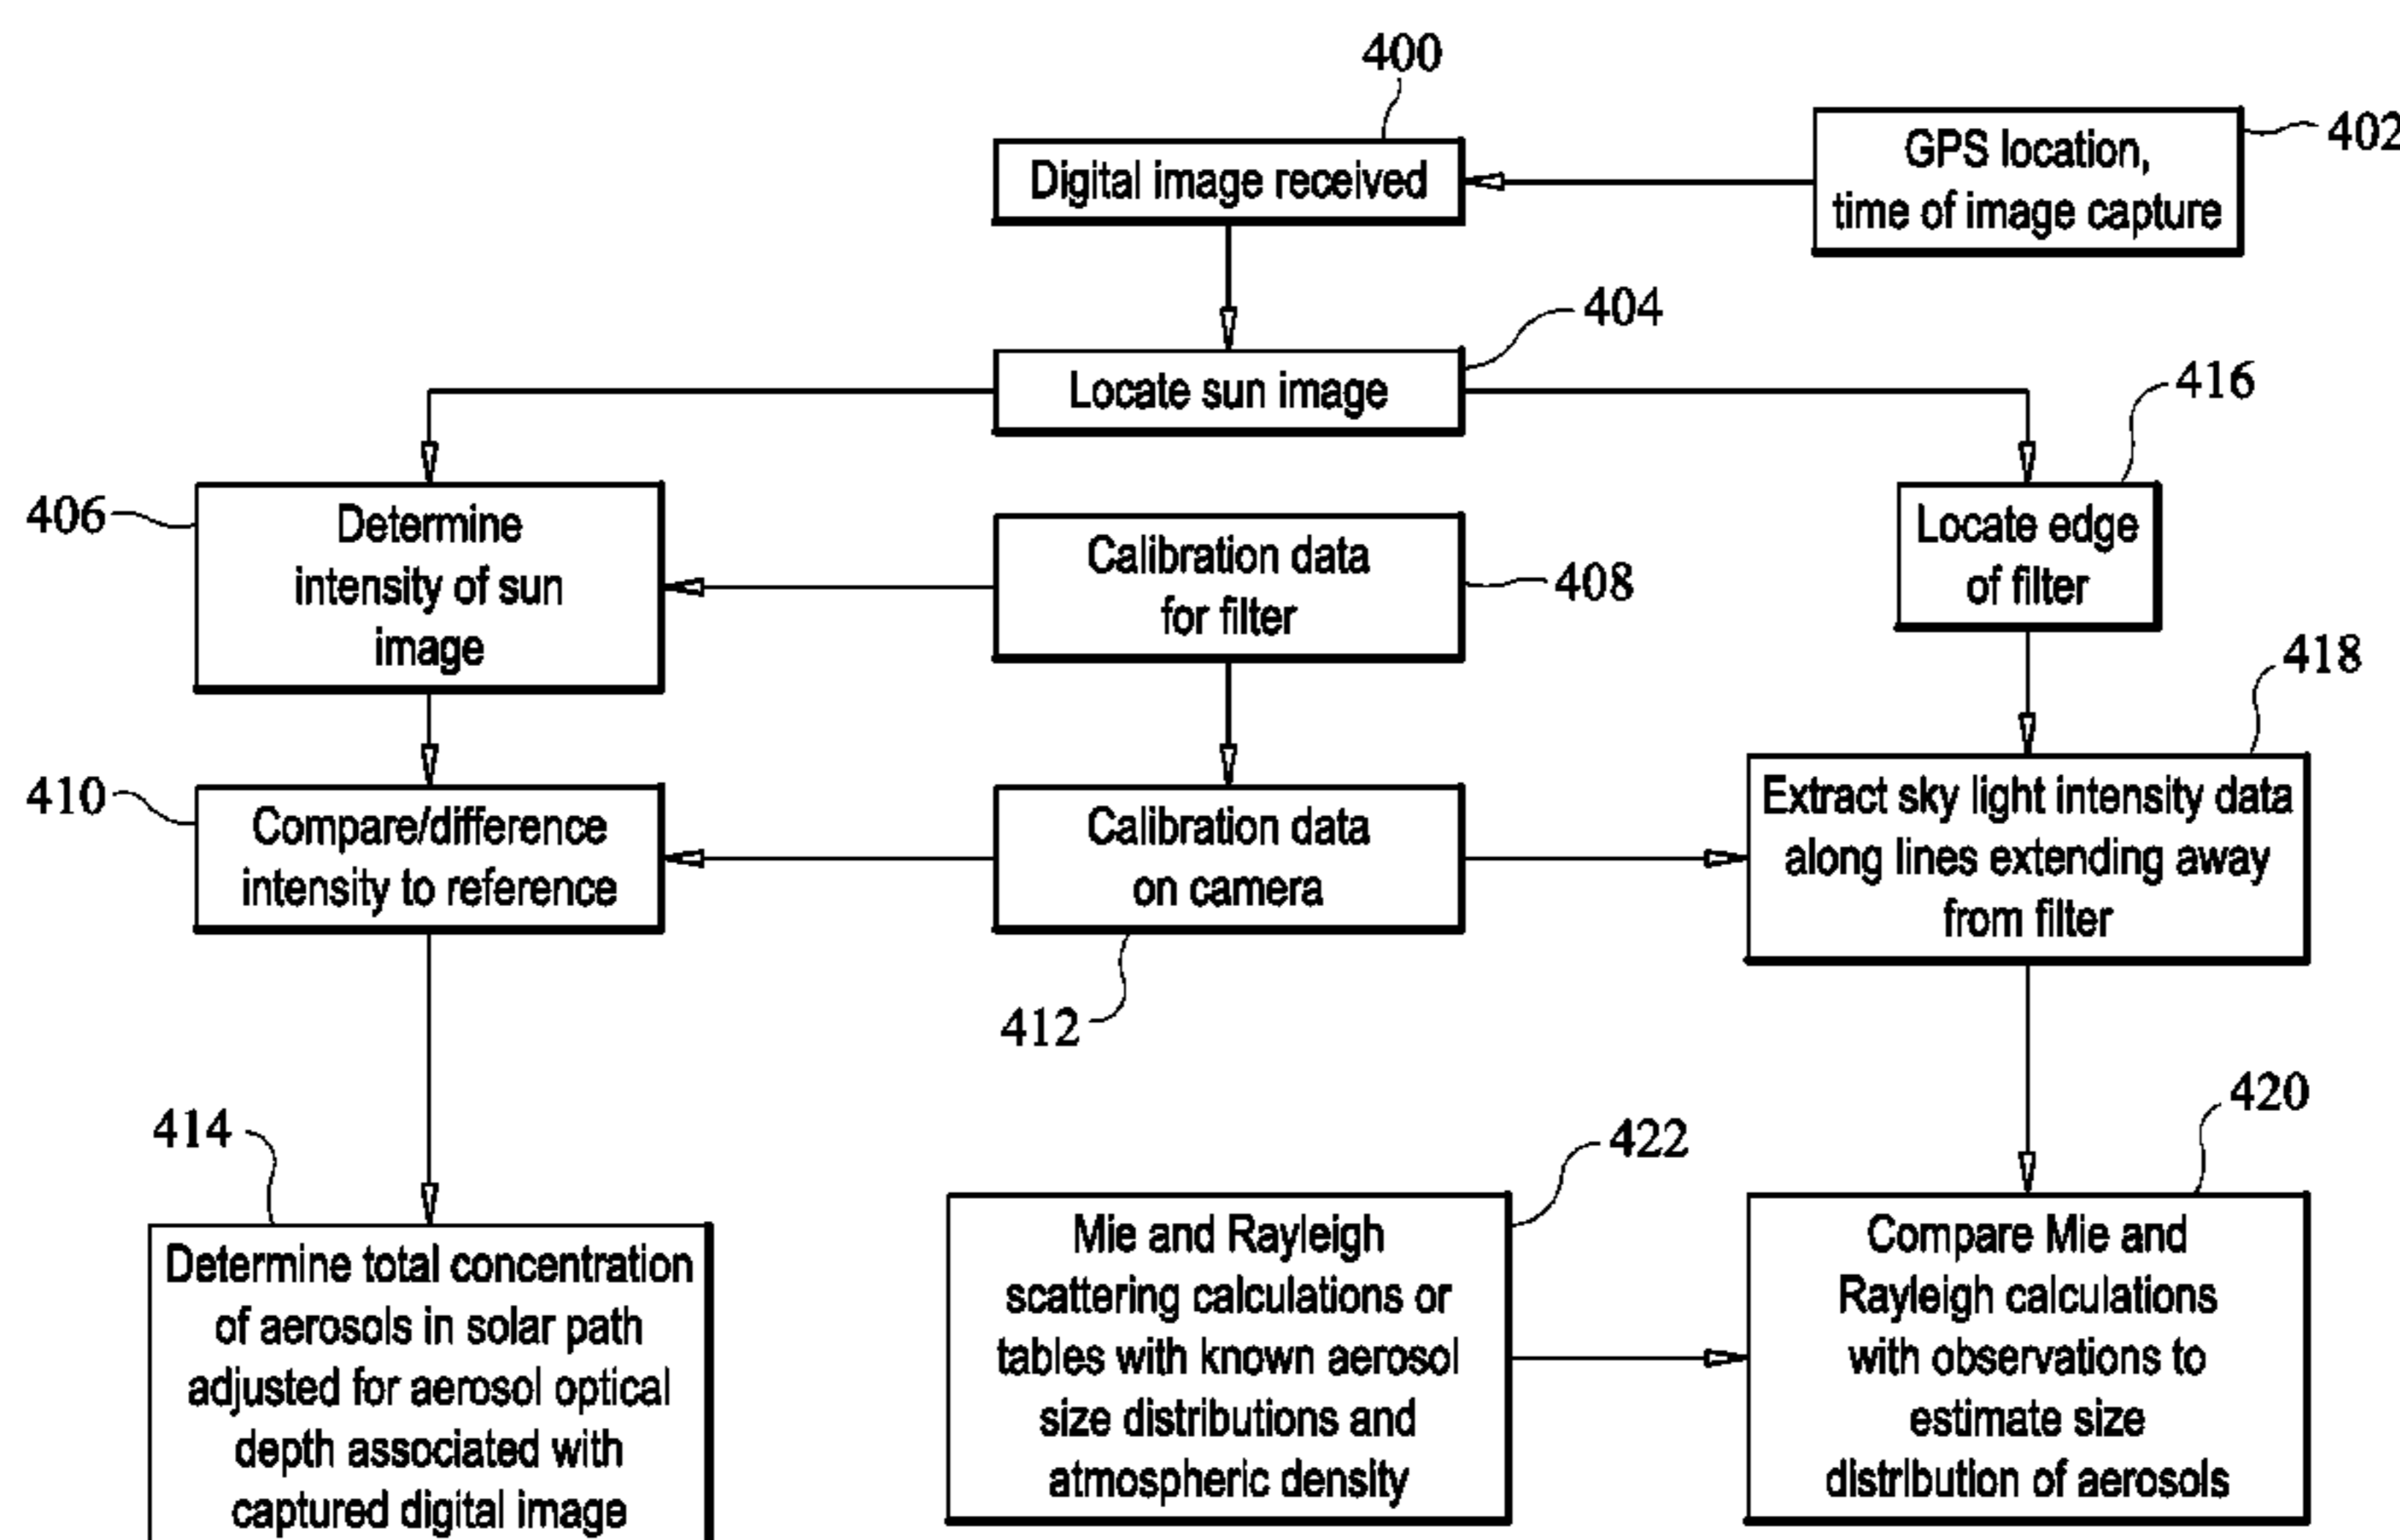 400
Digital image received
GPS location,
time of image capture
402
404
Locate sun image
416
406
Determine
intensity of sun
image
Calibration data
for filter
408
Locate edge
of filter
418
410
Compare/difference
intensity to reference
Calibration data
on camera
412
Extract sky light intensity data
along lines extending away
from filter
414
Determine total concentration
of aerosols in solar path
adjusted for aerosol optical
depth associated with
captured digital image
422
Mie and Rayleigh
scattering calculations or
tables with known aerosol
size distributions and
atmospheric density
420
Compare Mie and
Rayleigh calculations
with observations to
estimate size
distribution of aerosols